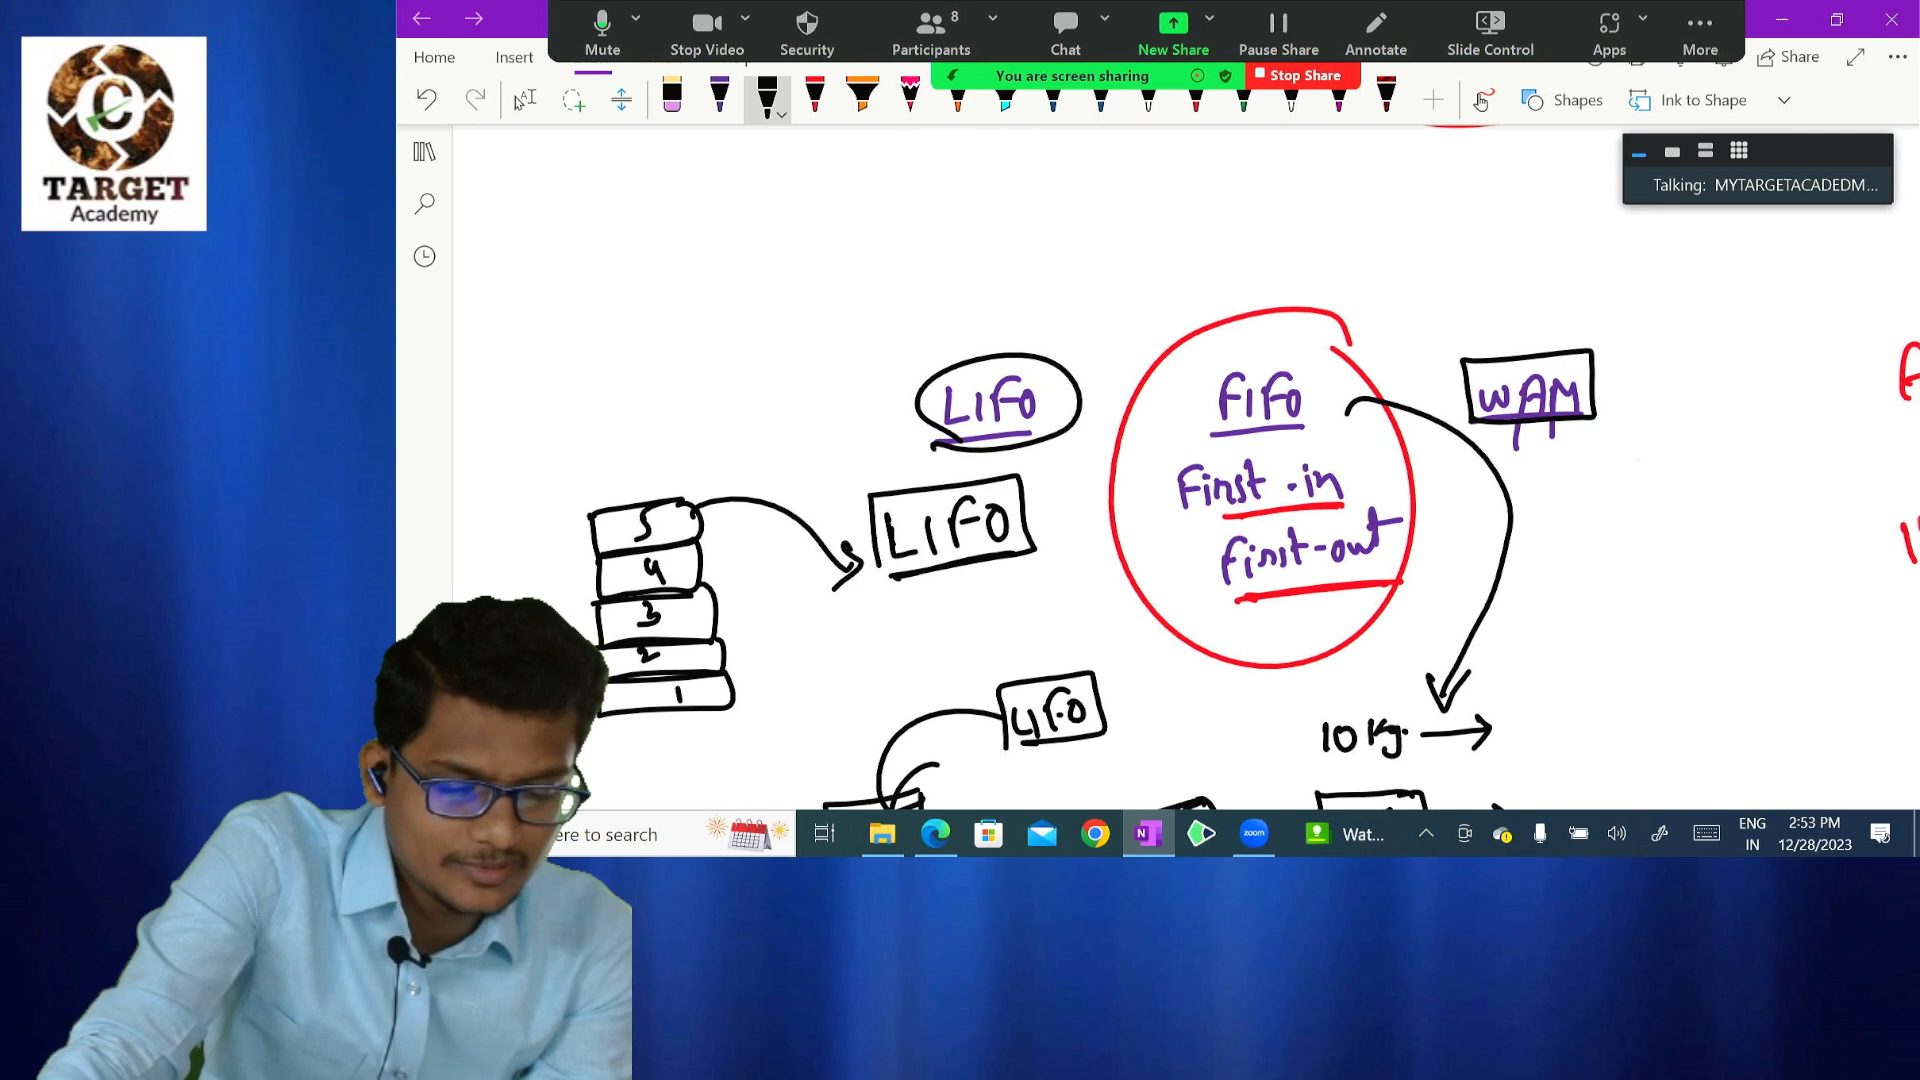 TARGET
Academy
Mute
Stop Video
Security
Participants
8
Chat
New Share
Pause Share
Annotate
Slide Control
Apps
More
You are screen sharing
Stop Share
Home
Insert
Share
Shapes
Ink to Shape
Talking: MYTARGETACADEDM...
LIFO
FIFO
WAM
First-in
First-out
LIFO
5
4
3
2
1
LIFO
10 Kg.
ere to search
Wat...
ENG
IN
2:53 PM
12/28/2023
zoom